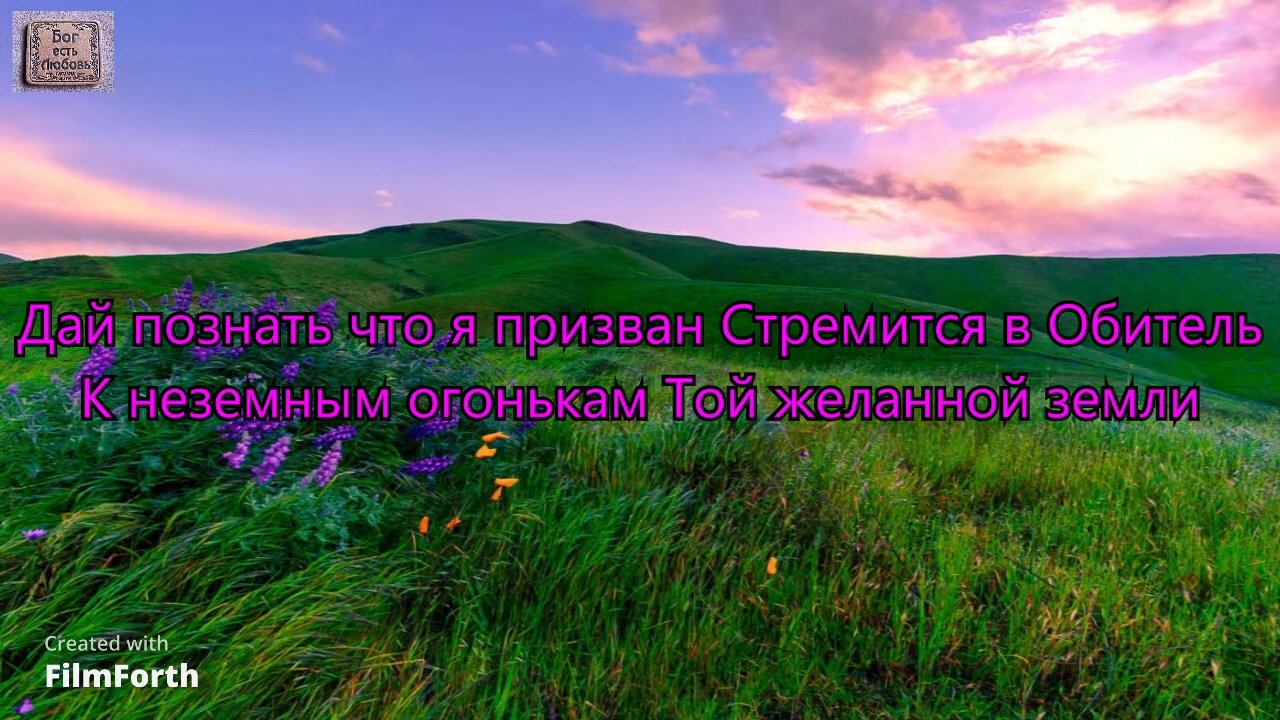 Бог
есть
Любовь
Дай познать что я призван Стремится в Обитель
К неземным огонькам Той желанной земли
Created with
FilmForth